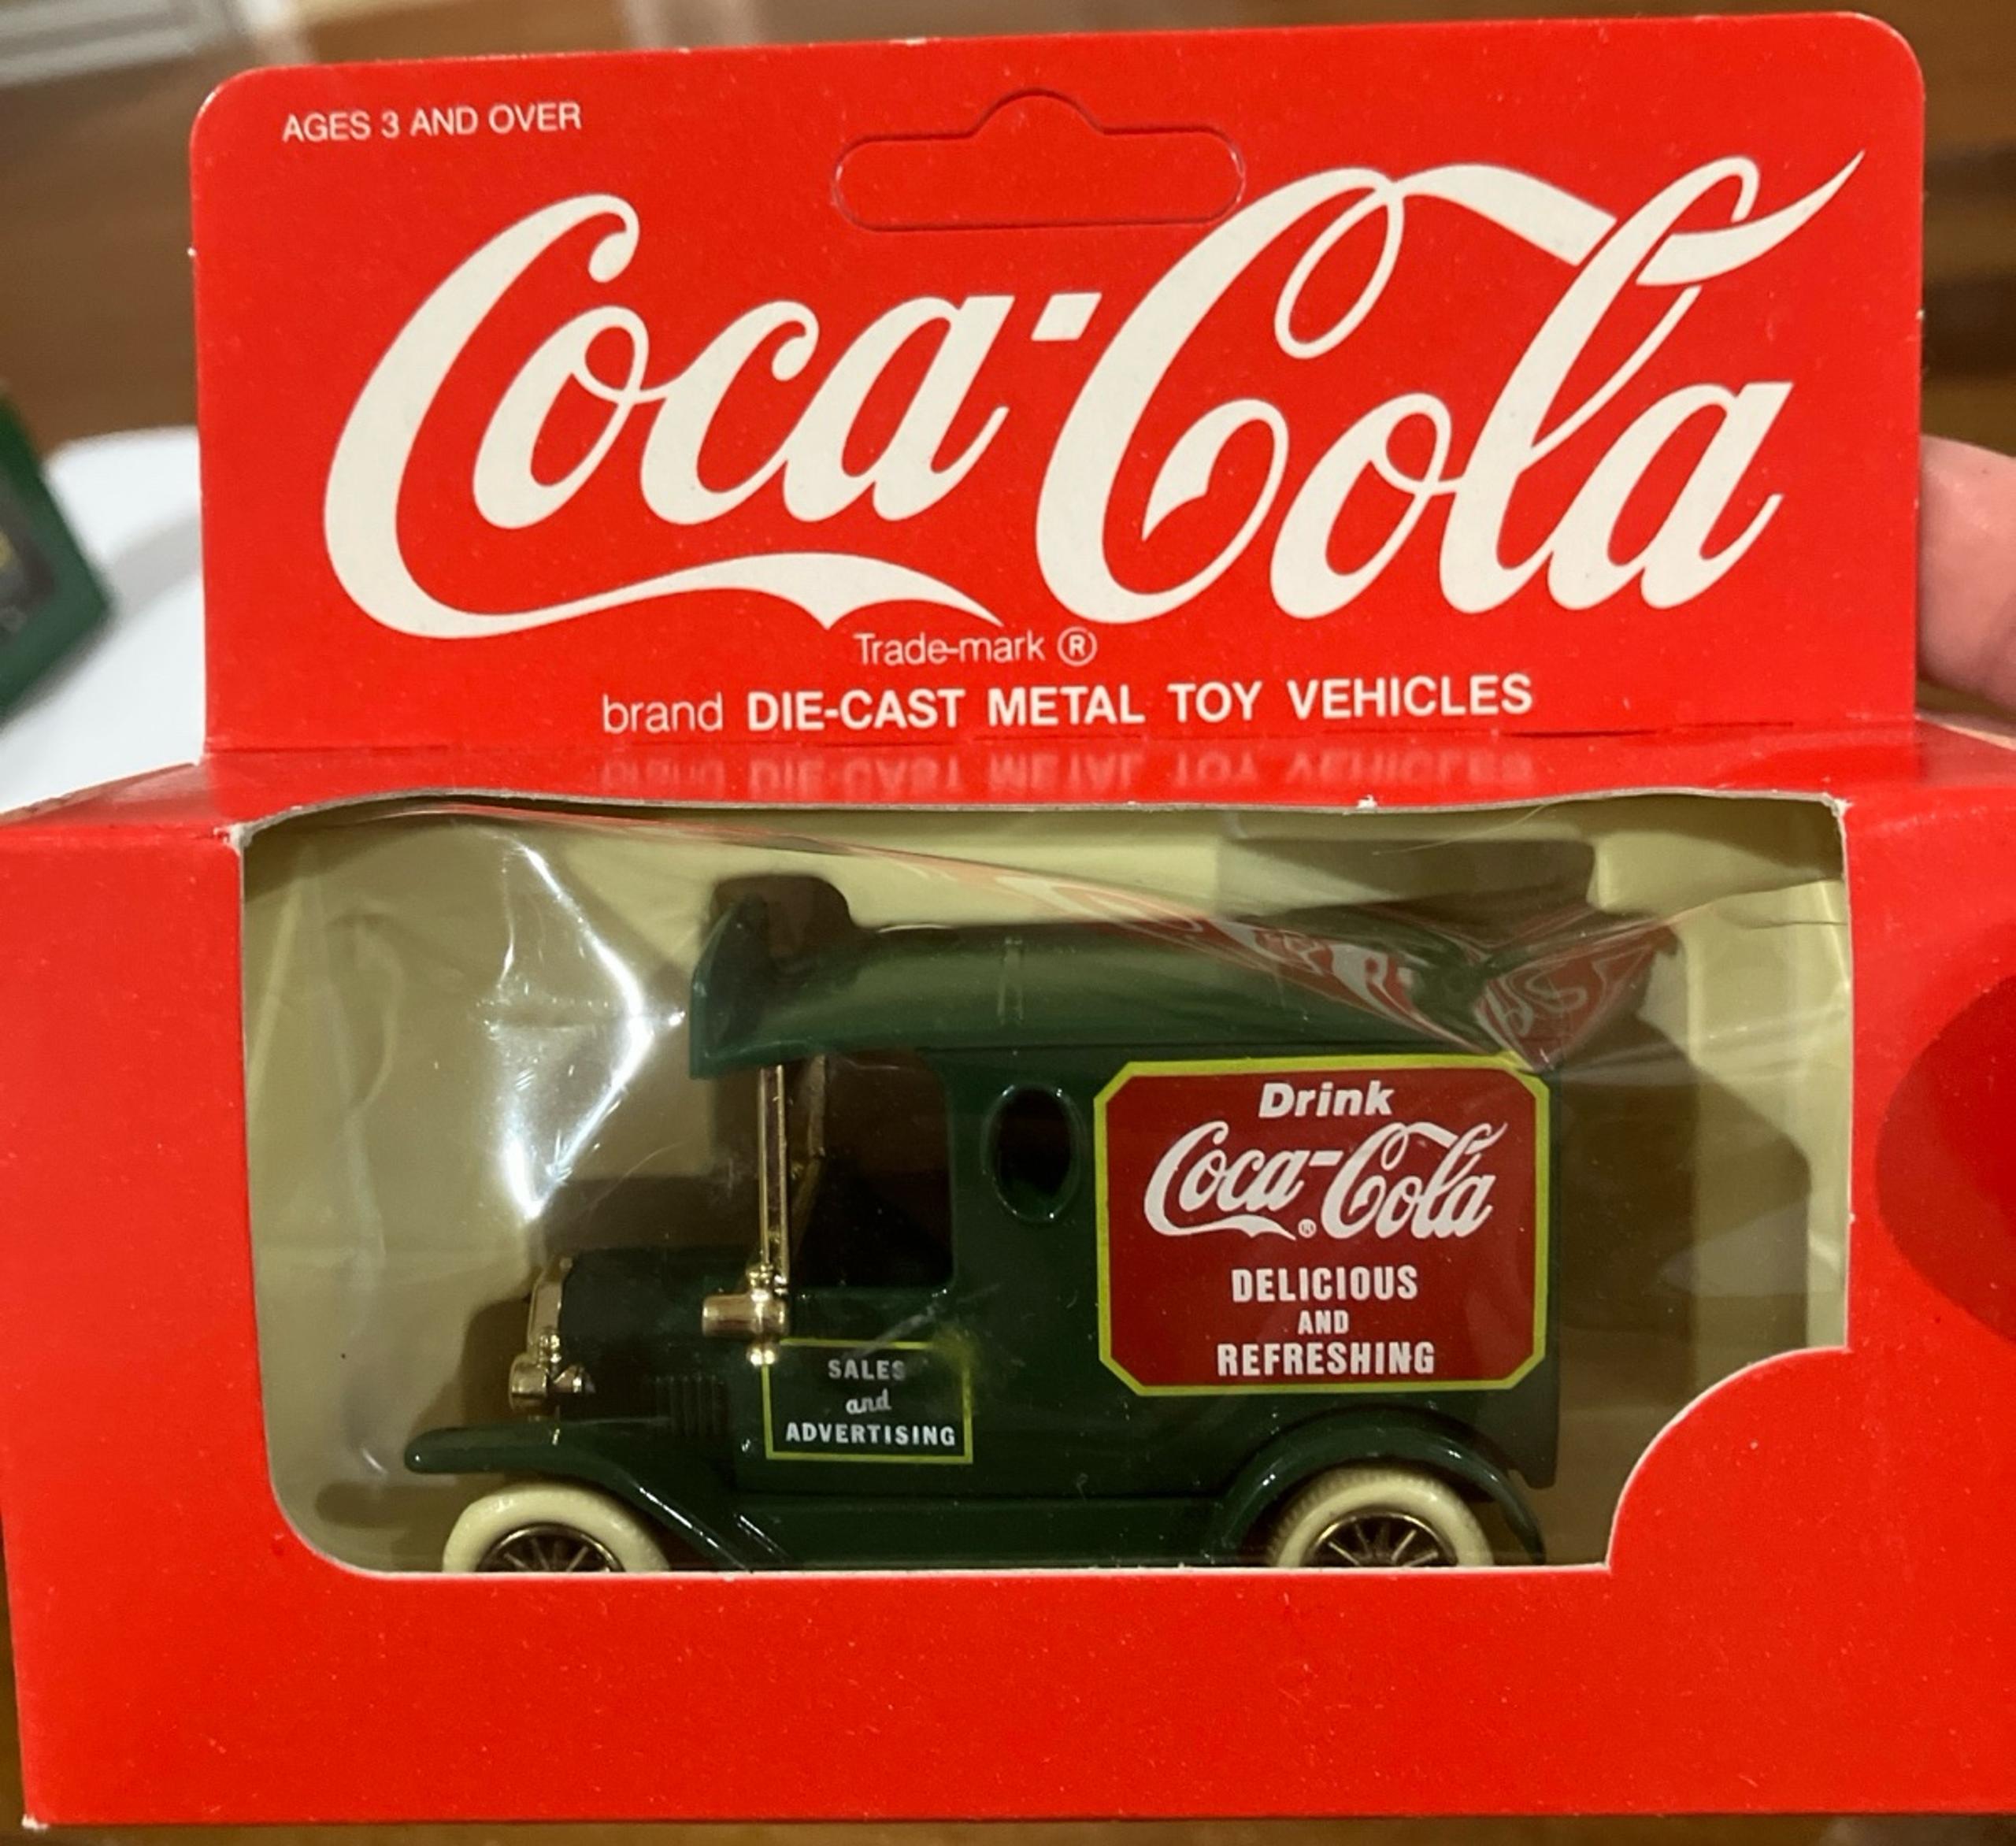 AGES 3 AND OVER
Coca-Cola
Trade-mark ®
brand DIE-CAST METAL TOY VEHICLES
Drink
Coca-Cola
®
DELICIOUS
AND
REFRESHING
SALES
and
ADVERTISING